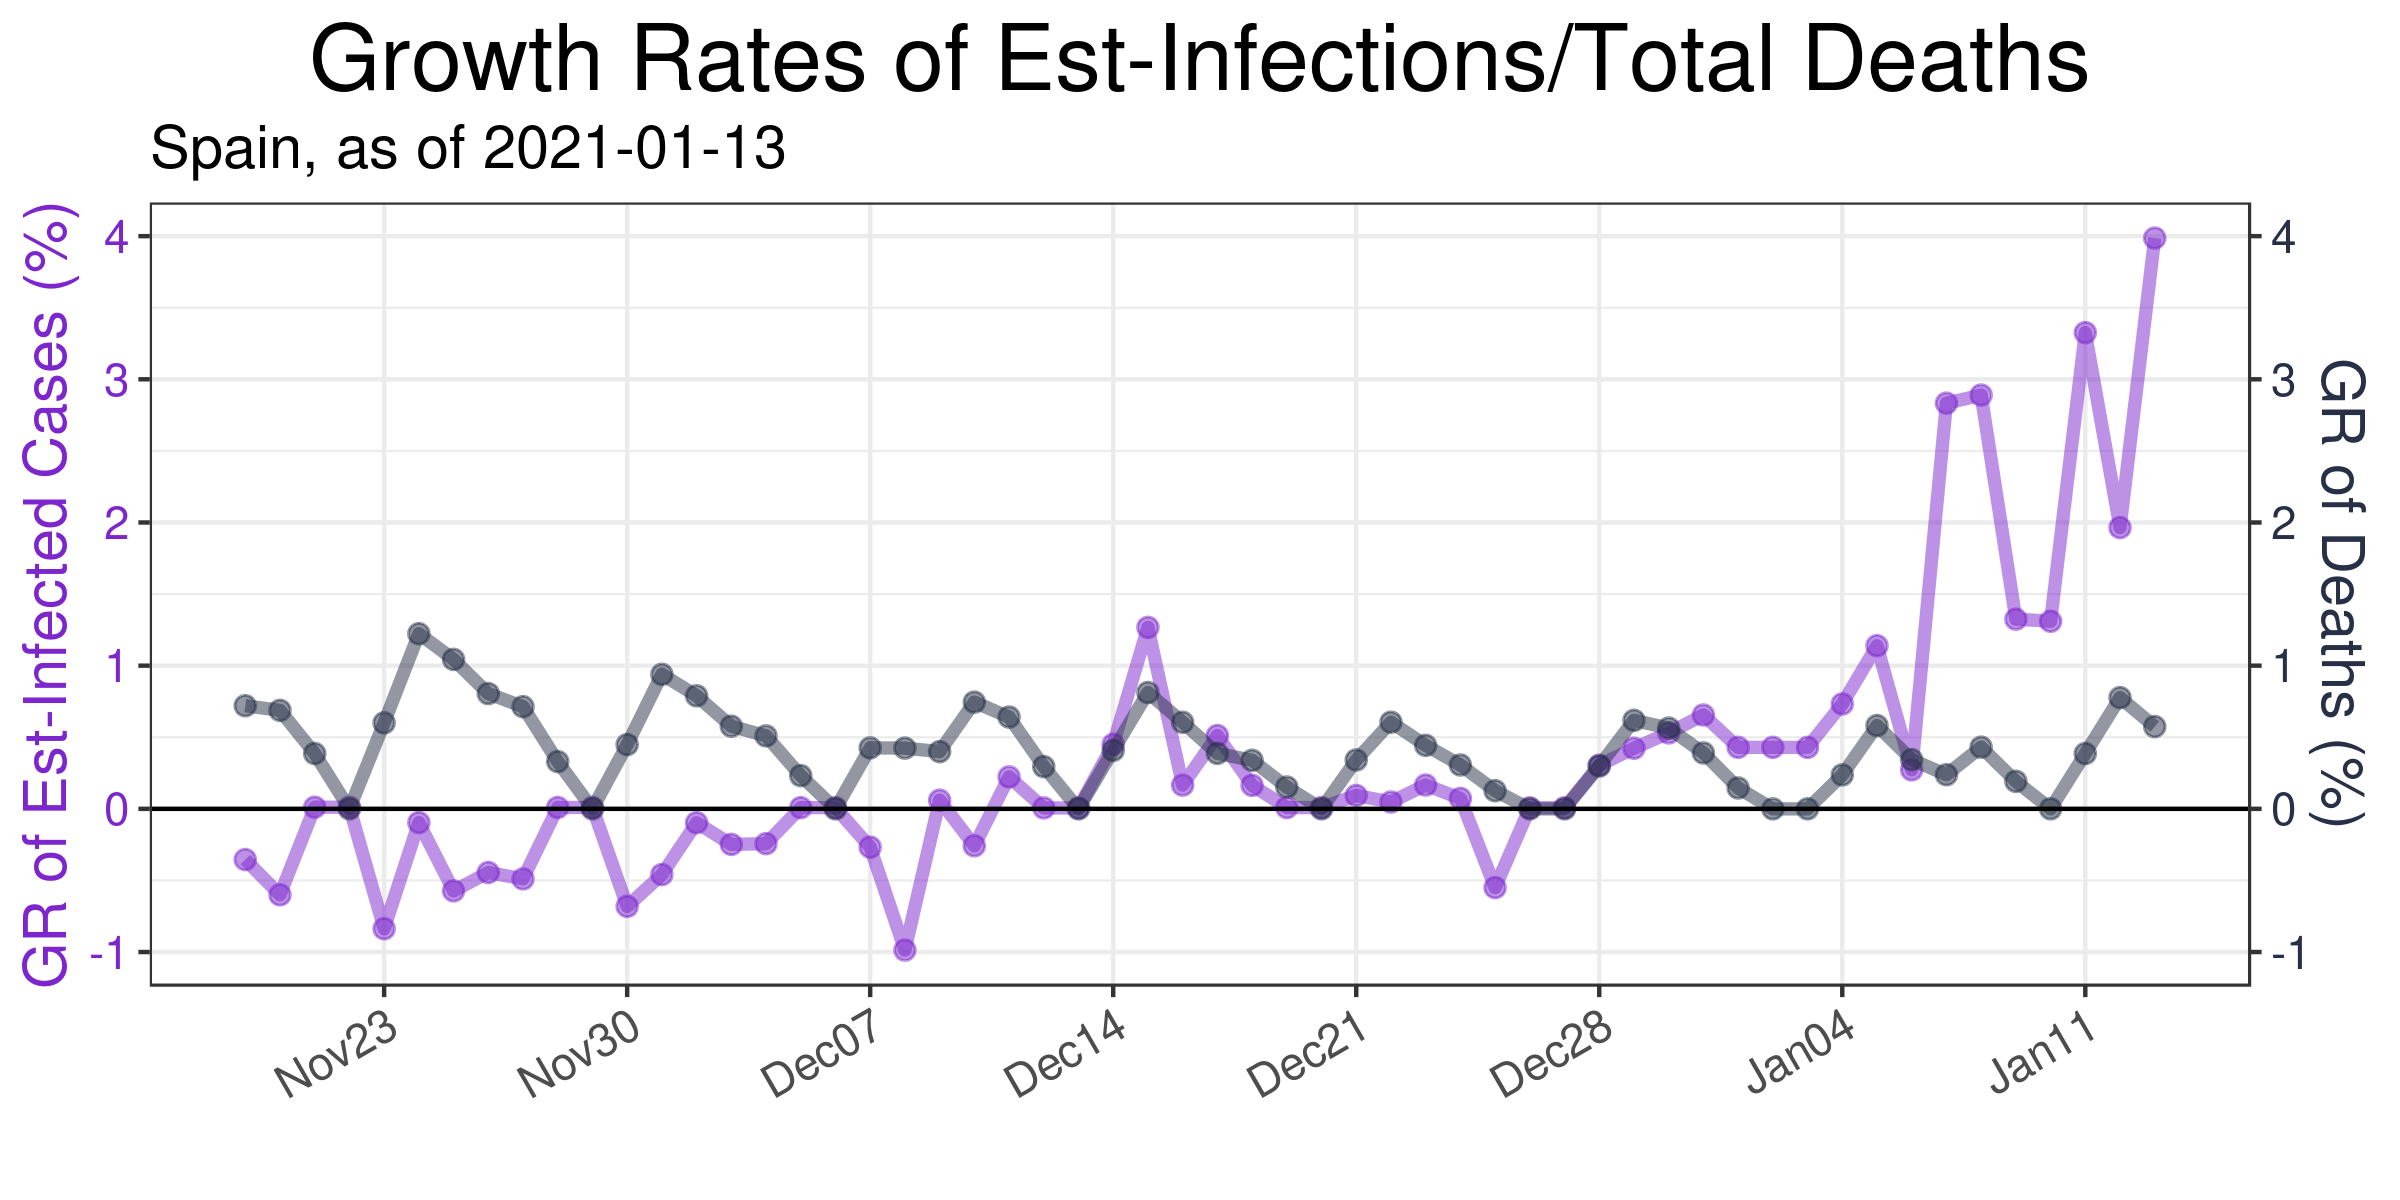 Growth Rates of Est-Infections/Total Deaths
Spain, as of 2021-01-13
GR of Est-Infected Cases (%)
4
3
2
1
0
-1
4
3
2
1
0
-1
GR of Deaths (%)
Nov23
Nov30
Dec07
Dec14
Dec21
Dec28
Jan04
Jan11